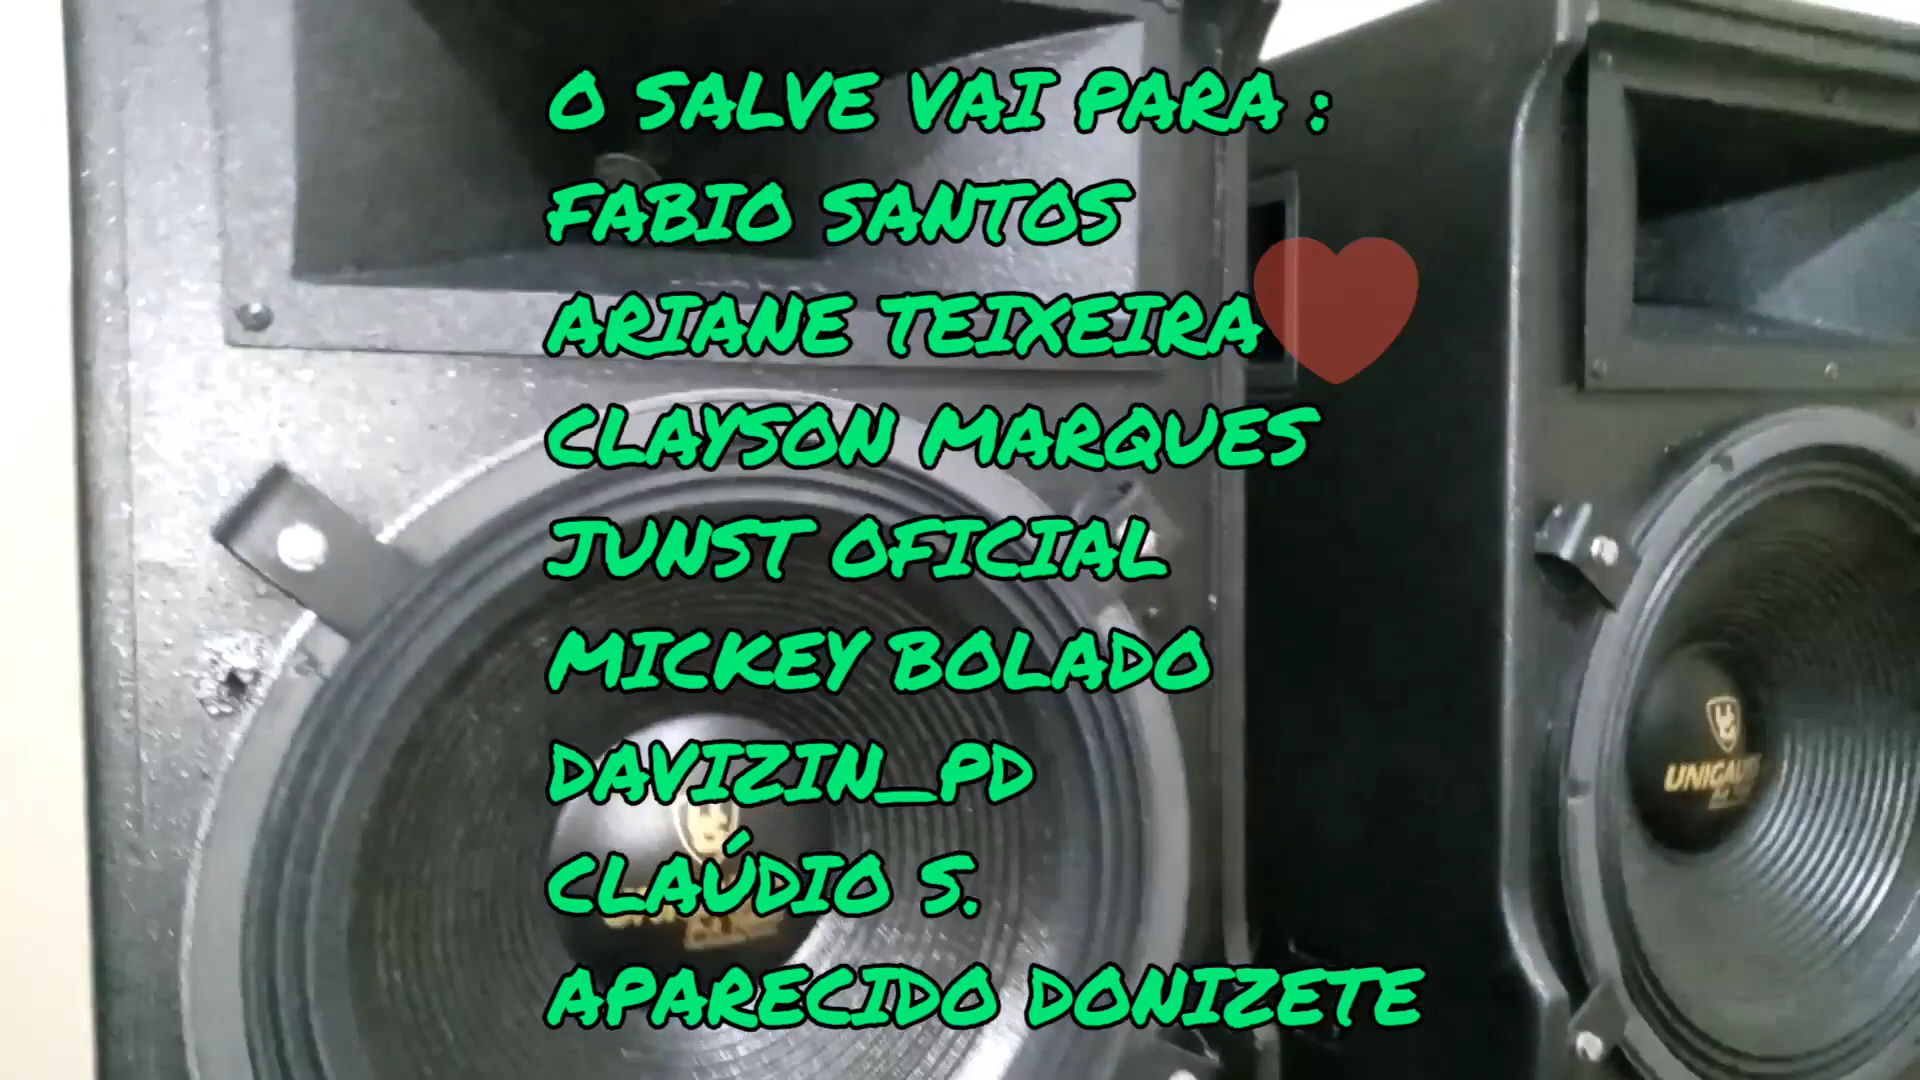 O SALVE VAI PARA :
FABIO SANTOS
ARIANE TEIXEIRA
CLAYSON MARQUES
JUNST OFICIAL
MICKEY BOLADO
DAVIZIN_PD
CLAÚDIO S.
APARECIDO DONIZETE